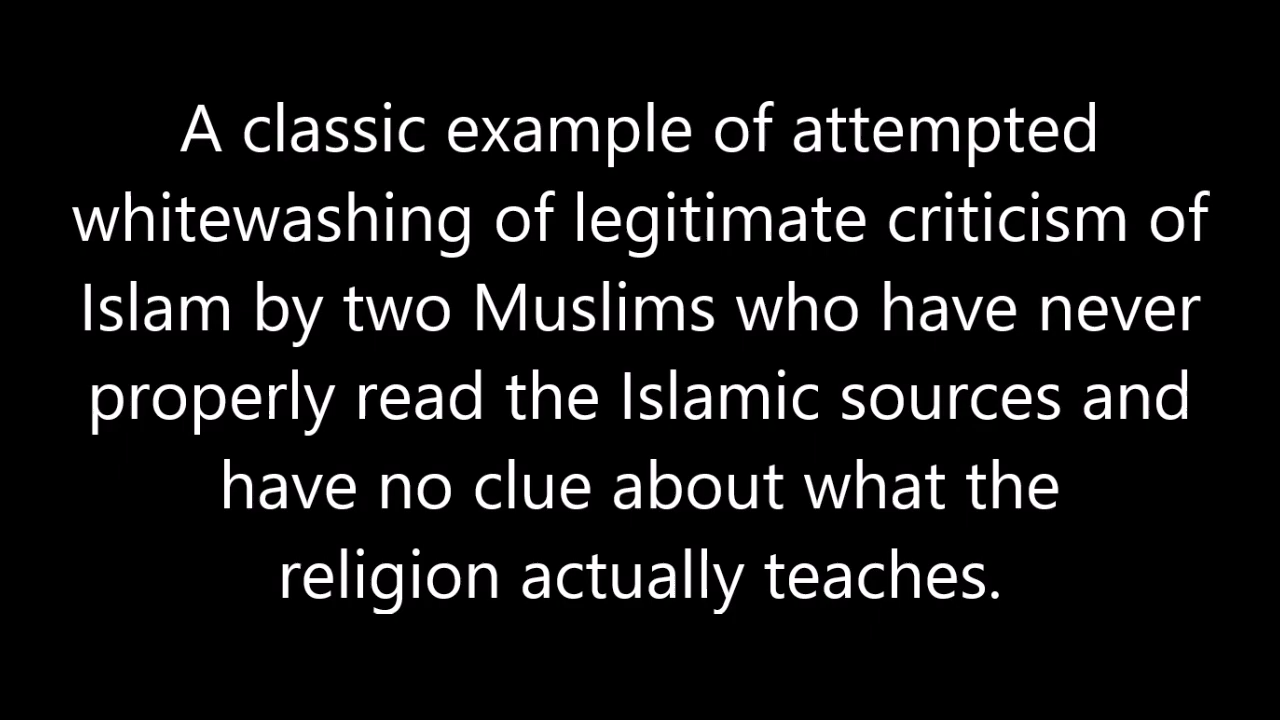 A classic example of attempted
whitewashing of legitimate criticism of
Islam by two Muslims who have never
properly read the Islamic sources and
have no clue about what the
religion actually teaches.